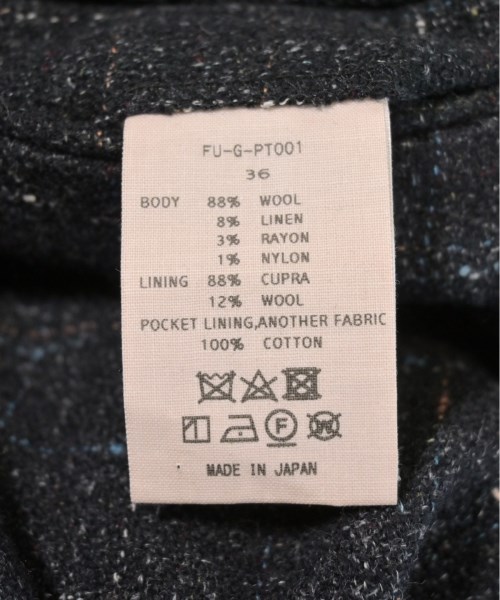 FU-G-PT001
36
BODY 88% WOOL
8% LINEN
3% RAYON
1% NYLON
LINING 88% CUPRA
12% WOOL
POCKET LINING,ANOTHER FABRIC
100% COTTON
F W
MADE IN JAPAN